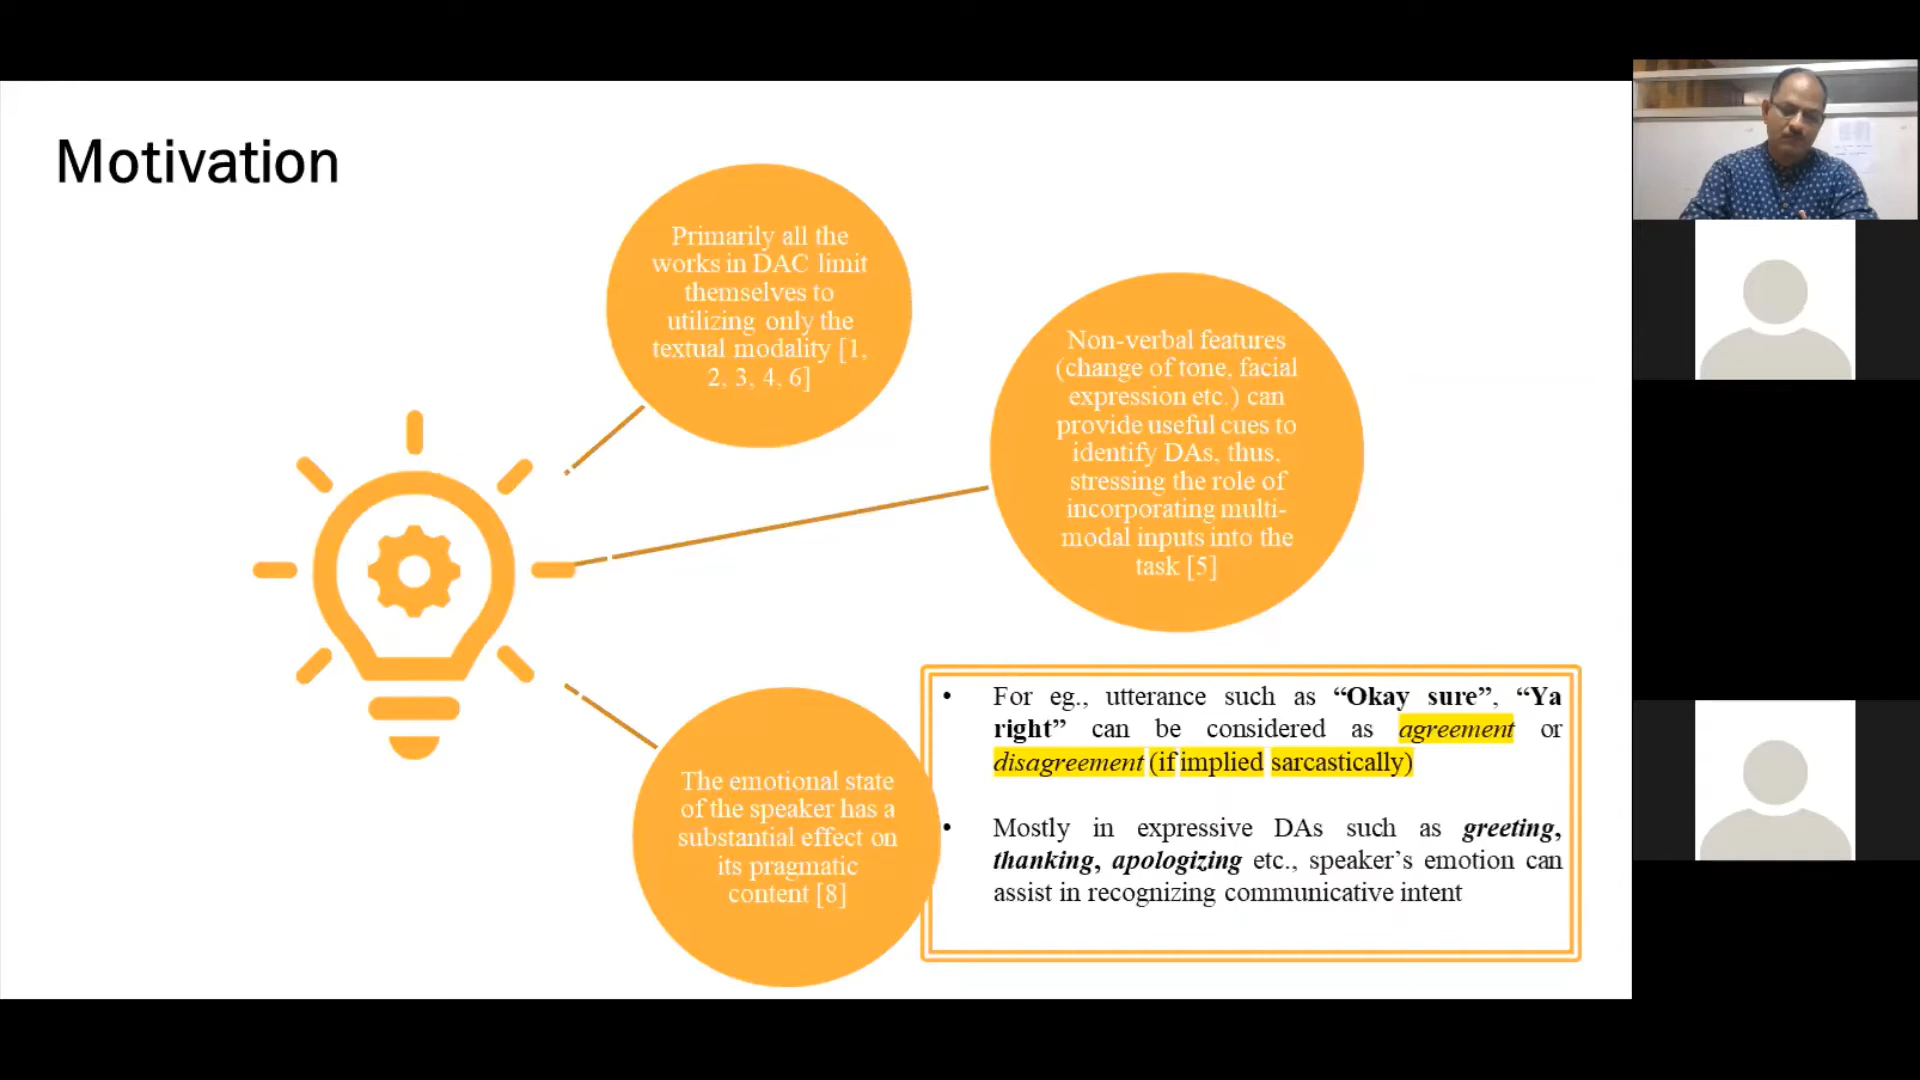 Motivation
Primarily all the
works in DAC limit
themselves to
utilizing only the
textual modality [1,
2, 3, 4, 6]
Non-verbal features
(change of tone, facial
expression etc.) can
provide useful cues to
identify DAs, thus,
stressing the role of
incorporating multi-
modal inputs into the
task [5]
The emotional state
of the speaker has a
substantial effect on
its pragmatic
content [8]
• For eg., utterance such as “Okay sure”, “Ya
right” can be considered as agreement or
disagreement (if implied sarcastically)
• Mostly in expressive DAs such as greeting,
thanking, apologizing etc., speaker’s emotion can
assist in recognizing communicative intent